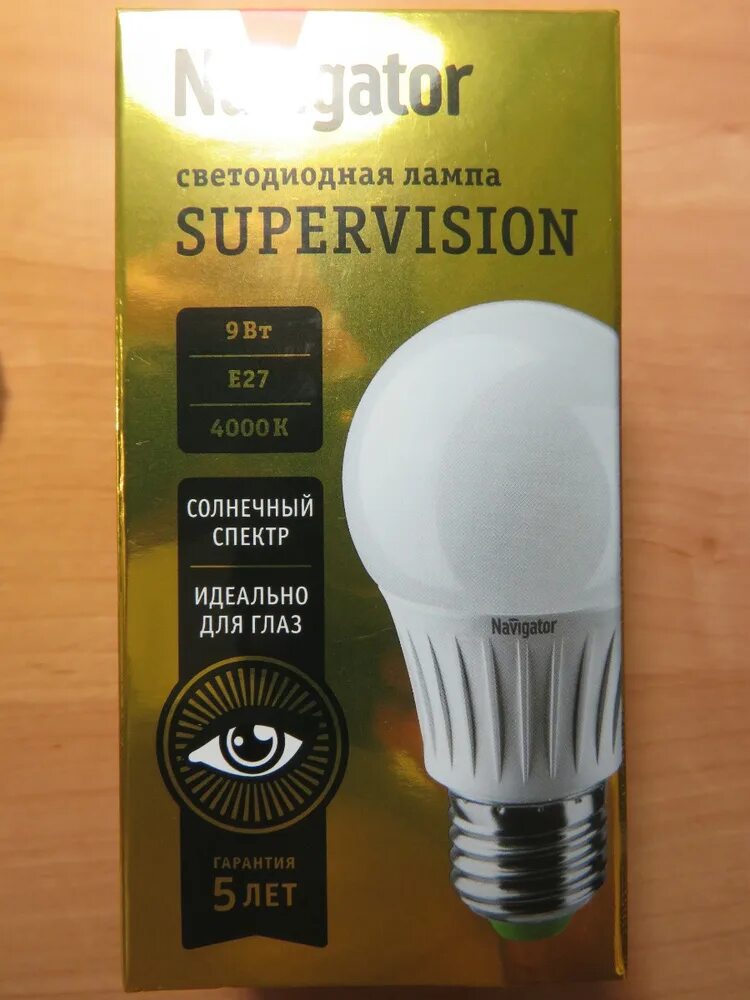 Navigator
светодиодная лампа
SUPERVISION
9 Вт
E27
4000 К
СОЛНЕЧНЫЙ
СПЕКТР
ИДЕАЛЬНО
ДЛЯ ГЛАЗ
Navigator
ГАРАНТИЯ
5 ЛЕТ